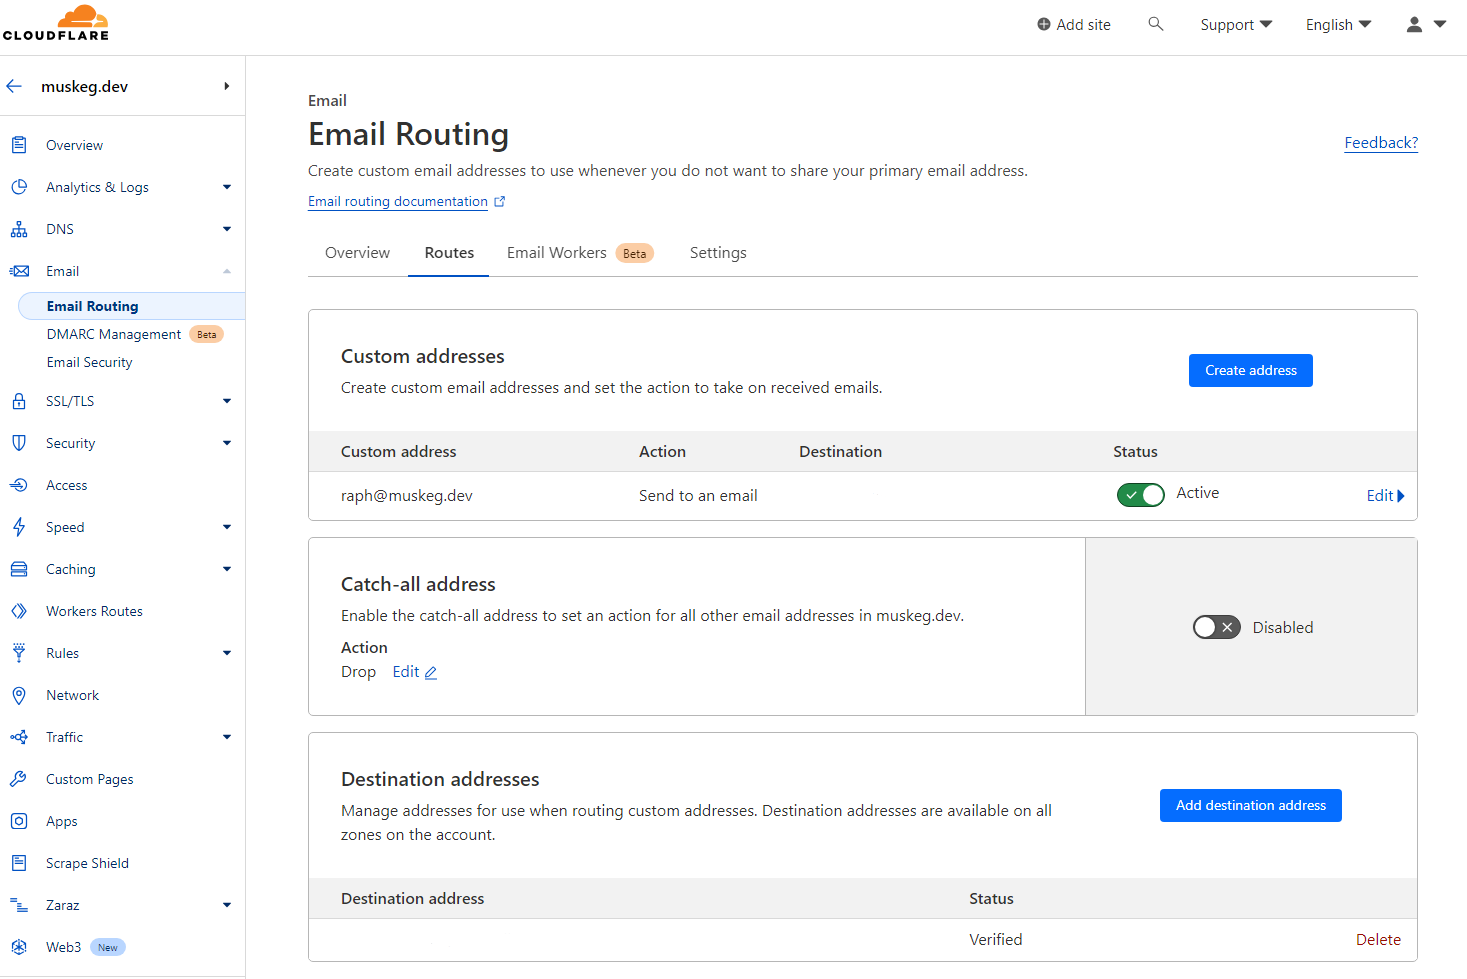 CLOUDFLARE
Add site
Support
English
muskeg.dev
Overview
Analytics & Logs
DNS
Email
Email Routing
DMARC Management Beta
Email Security
SSL/TLS
Security
Access
Speed
Caching
Workers Routes
Rules
Network
Traffic
Custom Pages
Apps
Scrape Shield
Zaraz
Web3 New
Email
Email Routing
Feedback?
Create custom email addresses to use whenever you do not want to share your primary email address.
Email routing documentation
Overview Routes Email Workers Beta Settings
Custom addresses
Create custom email addresses and set the action to take on received emails.
Create address
Custom address Action Destination Status
raph@muskeg.dev Send to an email Active Edit
Catch-all address
Enable the catch-all address to set an action for all other email addresses in muskeg.dev.
Action
Drop Edit
Disabled
Destination addresses
Manage addresses for use when routing custom addresses. Destination addresses are available on all
zones on the account.
Add destination address
Destination address Status
Verified Delete